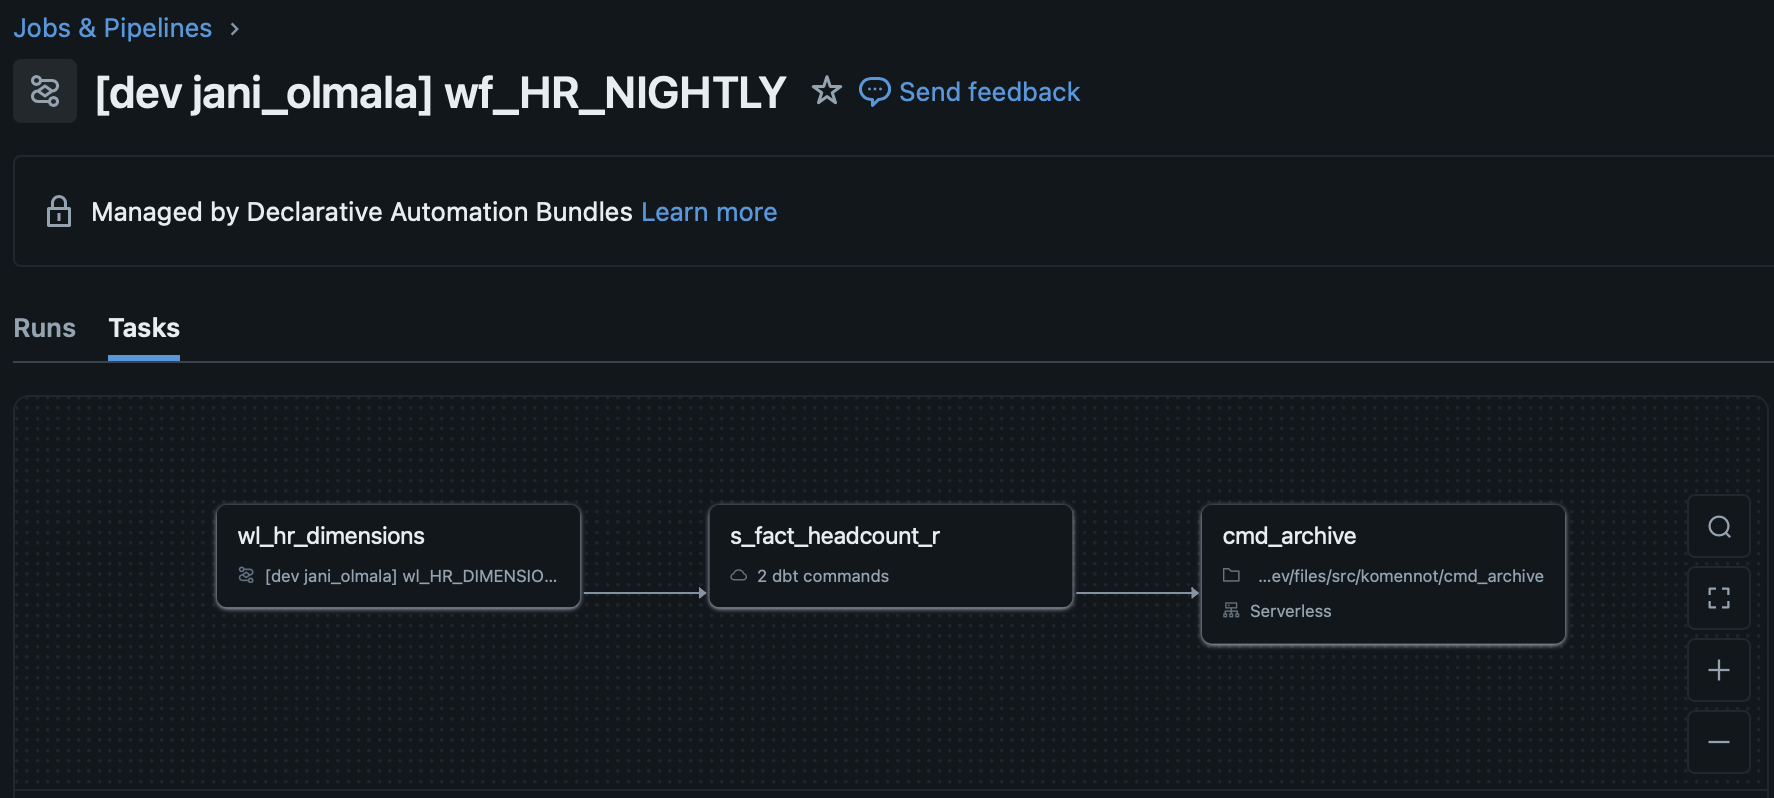 Jobs & Pipelines ›
[dev jani_olmala] wf_HR_NIGHTLY Send feedback
Managed by Declarative Automation Bundles Learn more
Runs Tasks
wl_hr_dimensions
[dev jani_olmala] wl_HR_DIMENSIO...
s_fact_headcount_r
2 dbt commands
cmd_archive
...ev/files/src/komennot/cmd_archive
Serverless